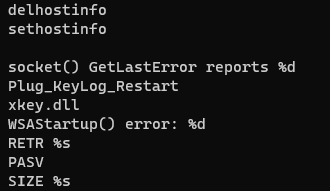 delhostinfo
sethostinfo
socket() GetLastError reports %d
Plug_KeyLog_Restart
xkey.dll
WSAStartup() error: %d
RETR %s
PASV
SIZE %s